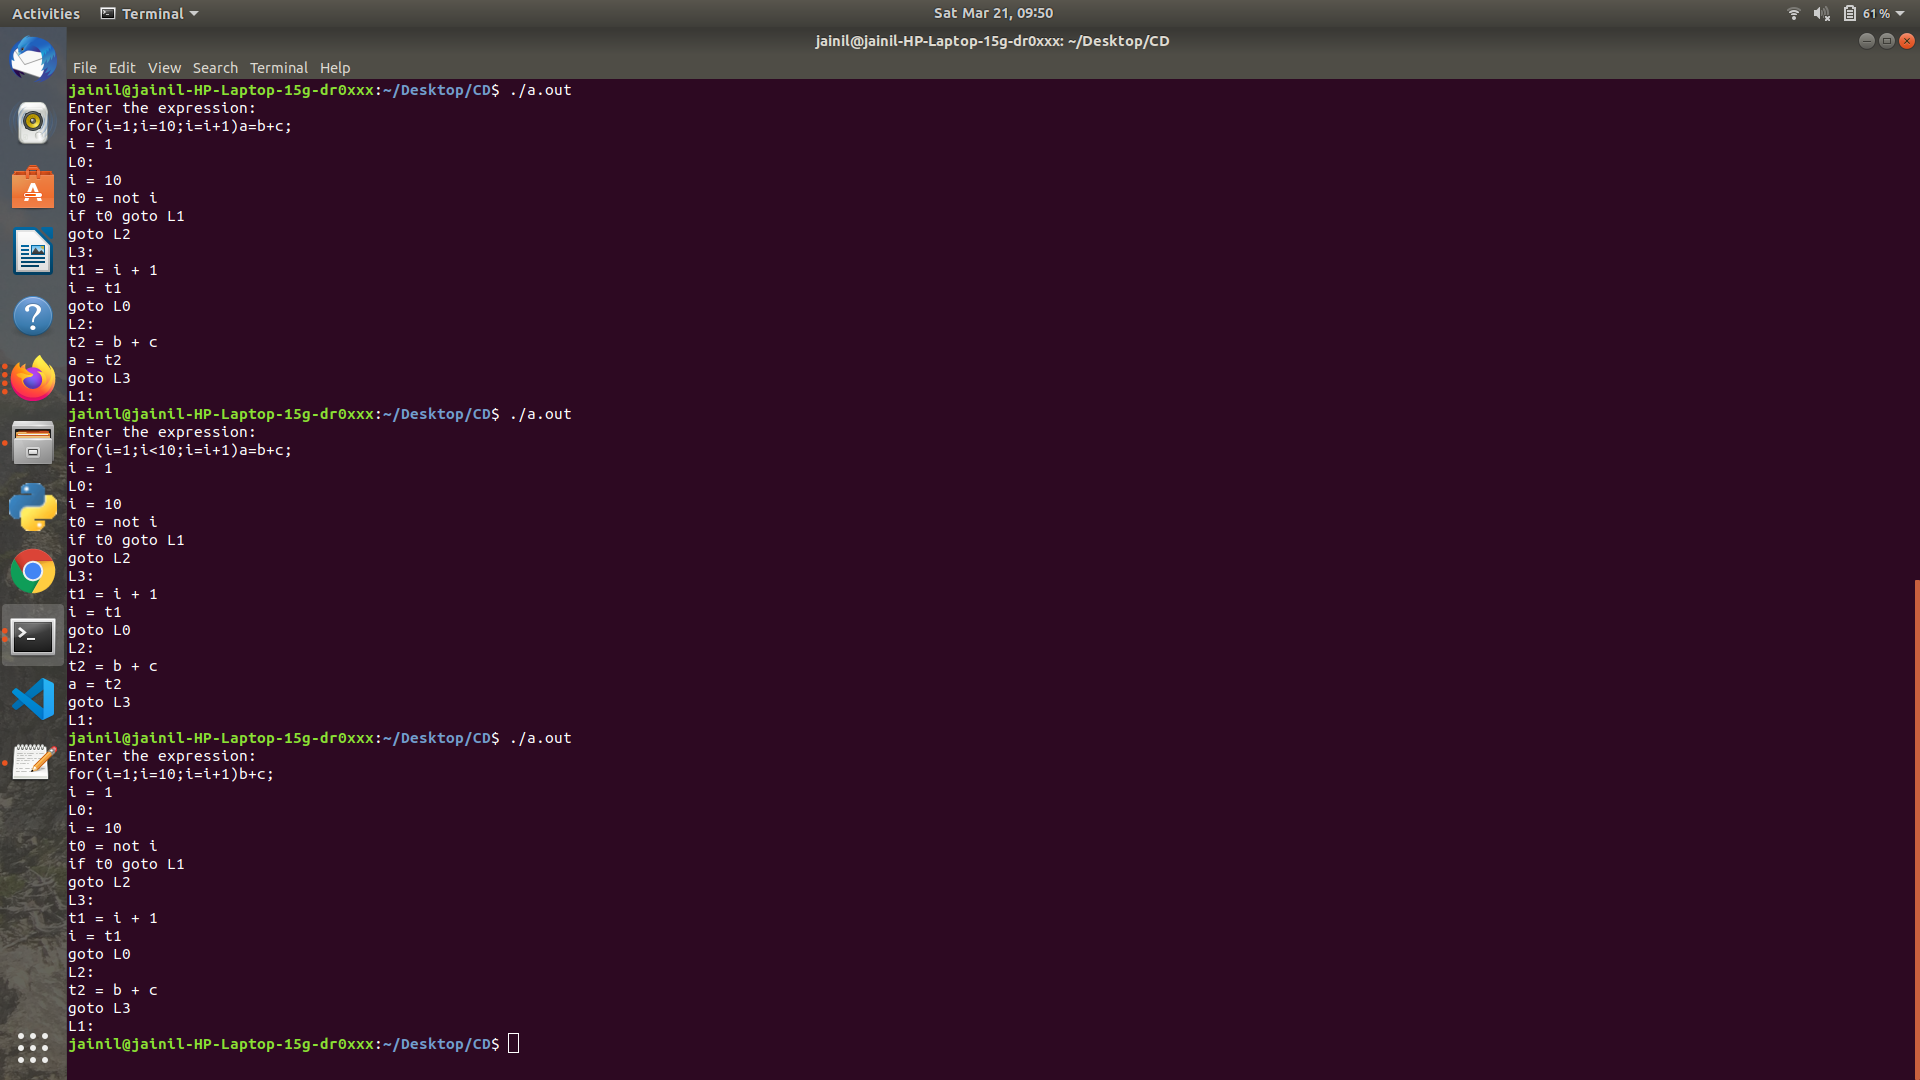 Activities Terminal Sat Mar 21, 09:50 61%
jainil@jainil-HP-Laptop-15g-dr0xxx: ~/Desktop/CD
File Edit View Search Terminal Help
jainil@jainil-HP-Laptop-15g-dr0xxx:~/Desktop/CD$ ./a.out
Enter the expression:
for(i=1;i=10;i=i+1)a=b+c;
i = 1
L0:
i = 10
t0 = not i
if t0 goto L1
goto L2
L3:
t1 = i + 1
i = t1
goto L0
L2:
t2 = b + c
a = t2
goto L3
L1:
jainil@jainil-HP-Laptop-15g-dr0xxx:~/Desktop/CD$ ./a.out
Enter the expression:
for(i=1;i<10;i=i+1)a=b+c;
i = 1
L0:
i = 10
t0 = not i
if t0 goto L1
goto L2
L3:
t1 = i + 1
i = t1
goto L0
L2:
t2 = b + c
a = t2
goto L3
L1:
jainil@jainil-HP-Laptop-15g-dr0xxx:~/Desktop/CD$ ./a.out
Enter the expression:
for(i=1;i=10;i=i+1)b+c;
i = 1
L0:
i = 10
t0 = not i
if t0 goto L1
goto L2
L3:
t1 = i + 1
i = t1
goto L0
L2:
t2 = b + c
goto L3
L1:
jainil@jainil-HP-Laptop-15g-dr0xxx:~/Desktop/CD$